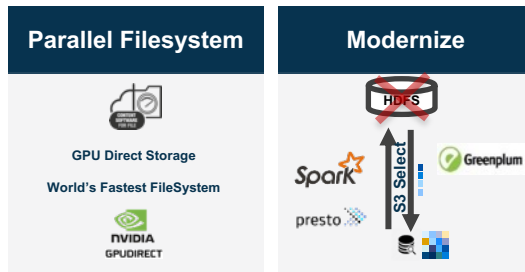 Parallel Filesystem
CONTENT
SOFTWARE
FOR FILE
GPU Direct Storage
World's Fastest FileSystem
NVIDIA
GPUDIRECT
Modernize
HDFS
Spark
S3 Select
Greenplum
presto